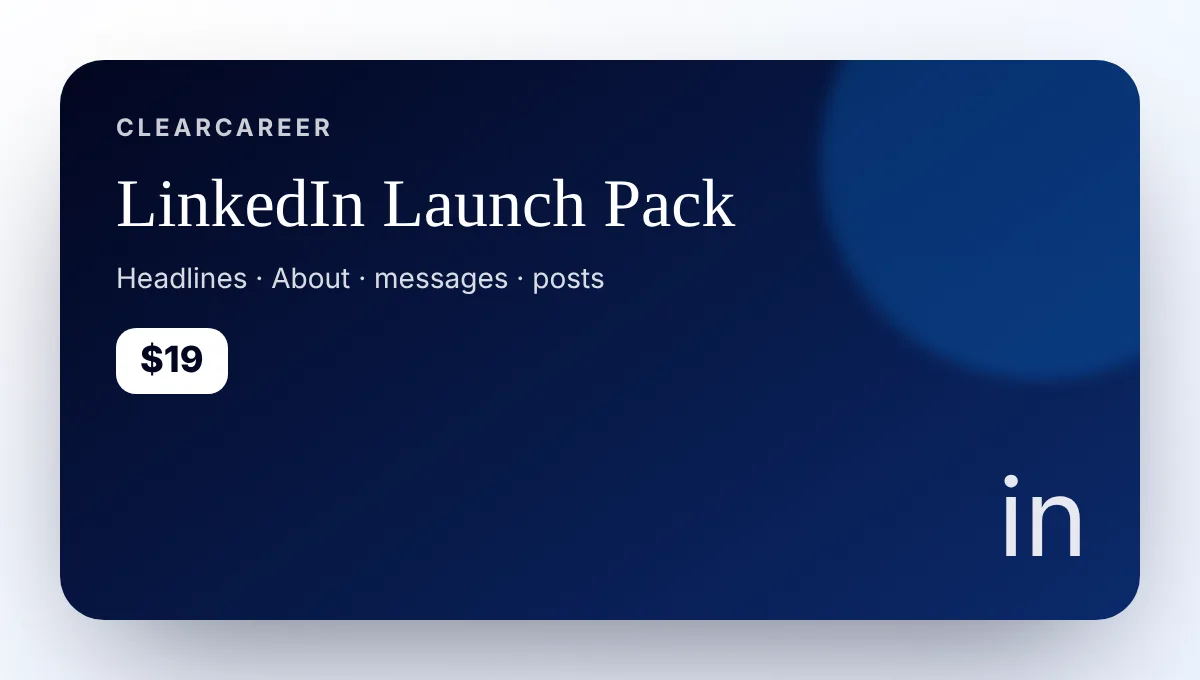 CLEARCAREER
LinkedIn Launch Pack
Headlines · About · messages · posts
$19
in